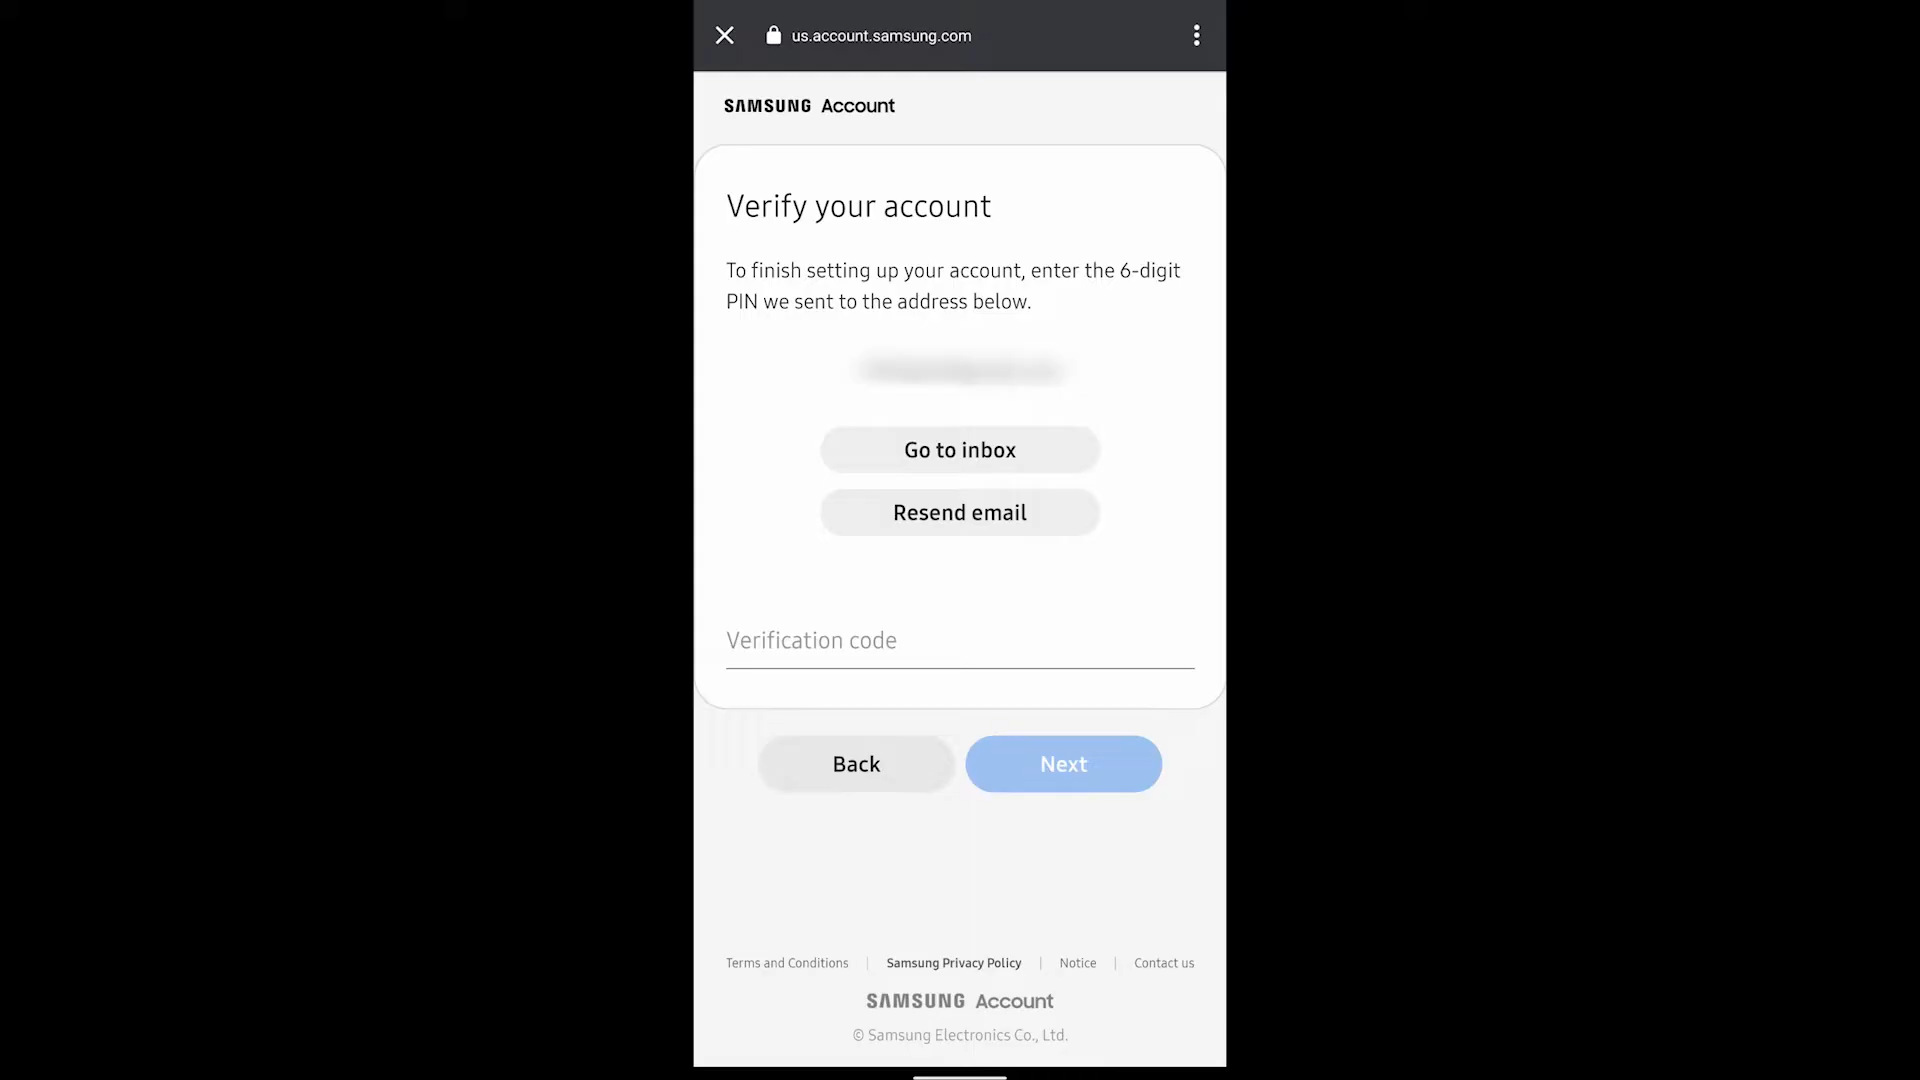 us.account.samsung.com
SAMSUNG Account
Verify your account
To finish setting up your account, enter the 6-digit
PIN we sent to the address below.
Go to inbox
Resend email
Verification code
Back
Next
Terms and Conditions | Samsung Privacy Policy | Notice | Contact us
SAMSUNG Account
© Samsung Electronics Co., Ltd.